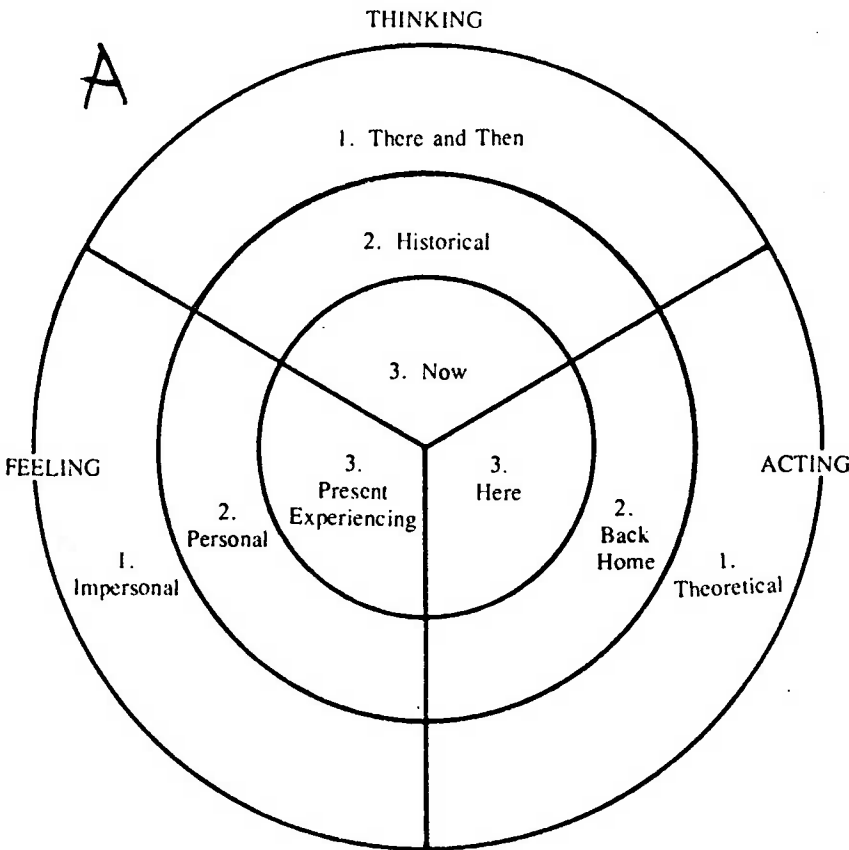 THINKING
A
1. There and Then
2. Historical
3. Now
FEELING
ACTING
3.
Present
Experiencing
3.
Here
2.
Personal
2.
Back
Home
1.
Impersonal
1.
Theoretical